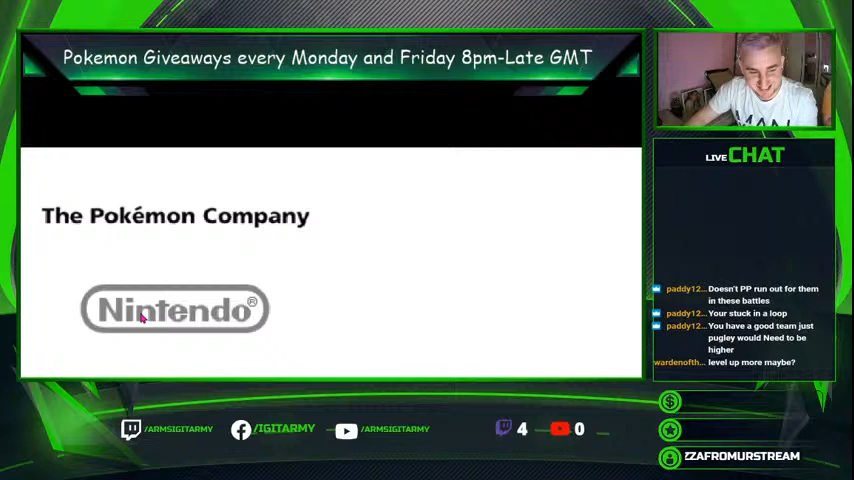 Pokemon Giveaways every Monday and Friday 8pm-Late GMT
The Pokémon Company
Nintendo®
MAN
LIVE CHAT
paddy12... Doesn't PP run out for them
in these battles
paddy12... Your stuck in a loop
paddy12... You have a good team just
pugley would Need to be
higher
wardenofth... level up more maybe?
/ARMSIGITARMY
/IGITARMY
/ARMSIGITARMY
4
0
ZZAFROMURSTREAM